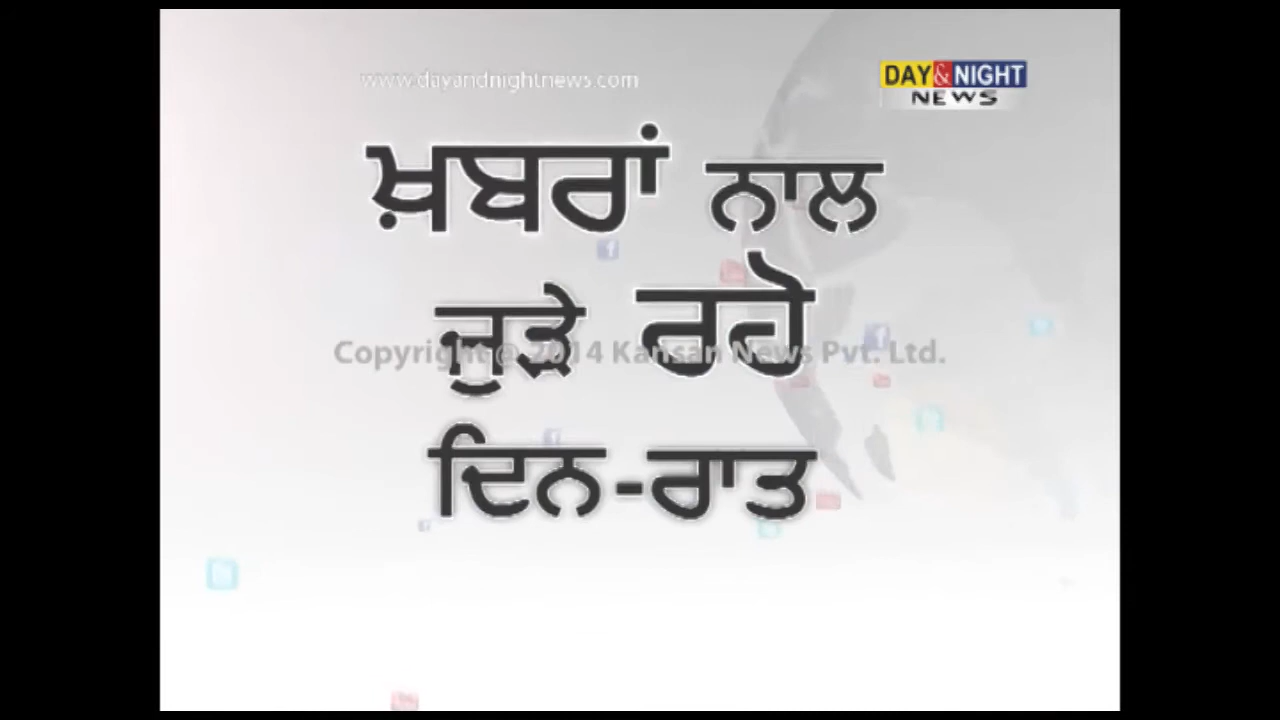 www.dayandnightnews.com
DAY & NIGHT
NEWS
ਖ਼ਬਰਾਂ ਨਾਲ
ਜੁੜੇ ਰਹੋ
Copyright @ 2014 Kansan News Pvt. Ltd.
ਦਿਨ-ਰਾਤ